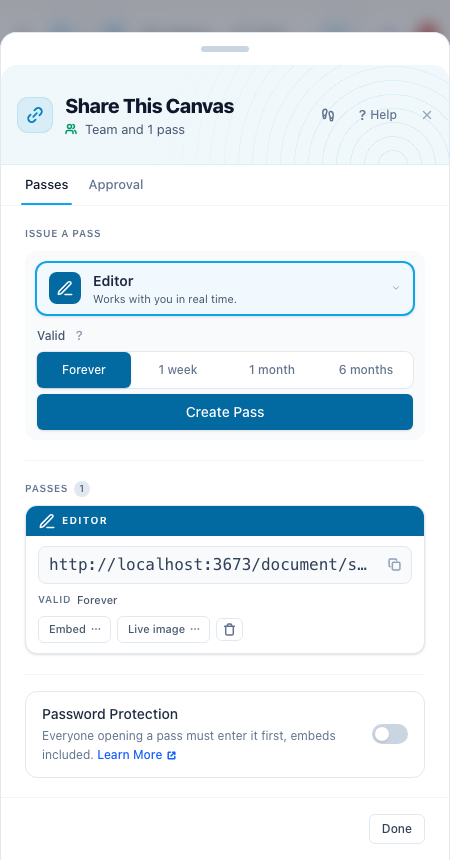 Share This Canvas
Team and 1 pass
? Help
Passes
Approval
ISSUE A PASS
Editor
Works with you in real time.
Valid ?
Forever
1 week
1 month
6 months
Create Pass
PASSES 1
EDITOR
http://localhost:3673/document/s…
VALID Forever
Embed ···
Live image ···
Password Protection
Everyone opening a pass must enter it first, embeds
included. Learn More
Done